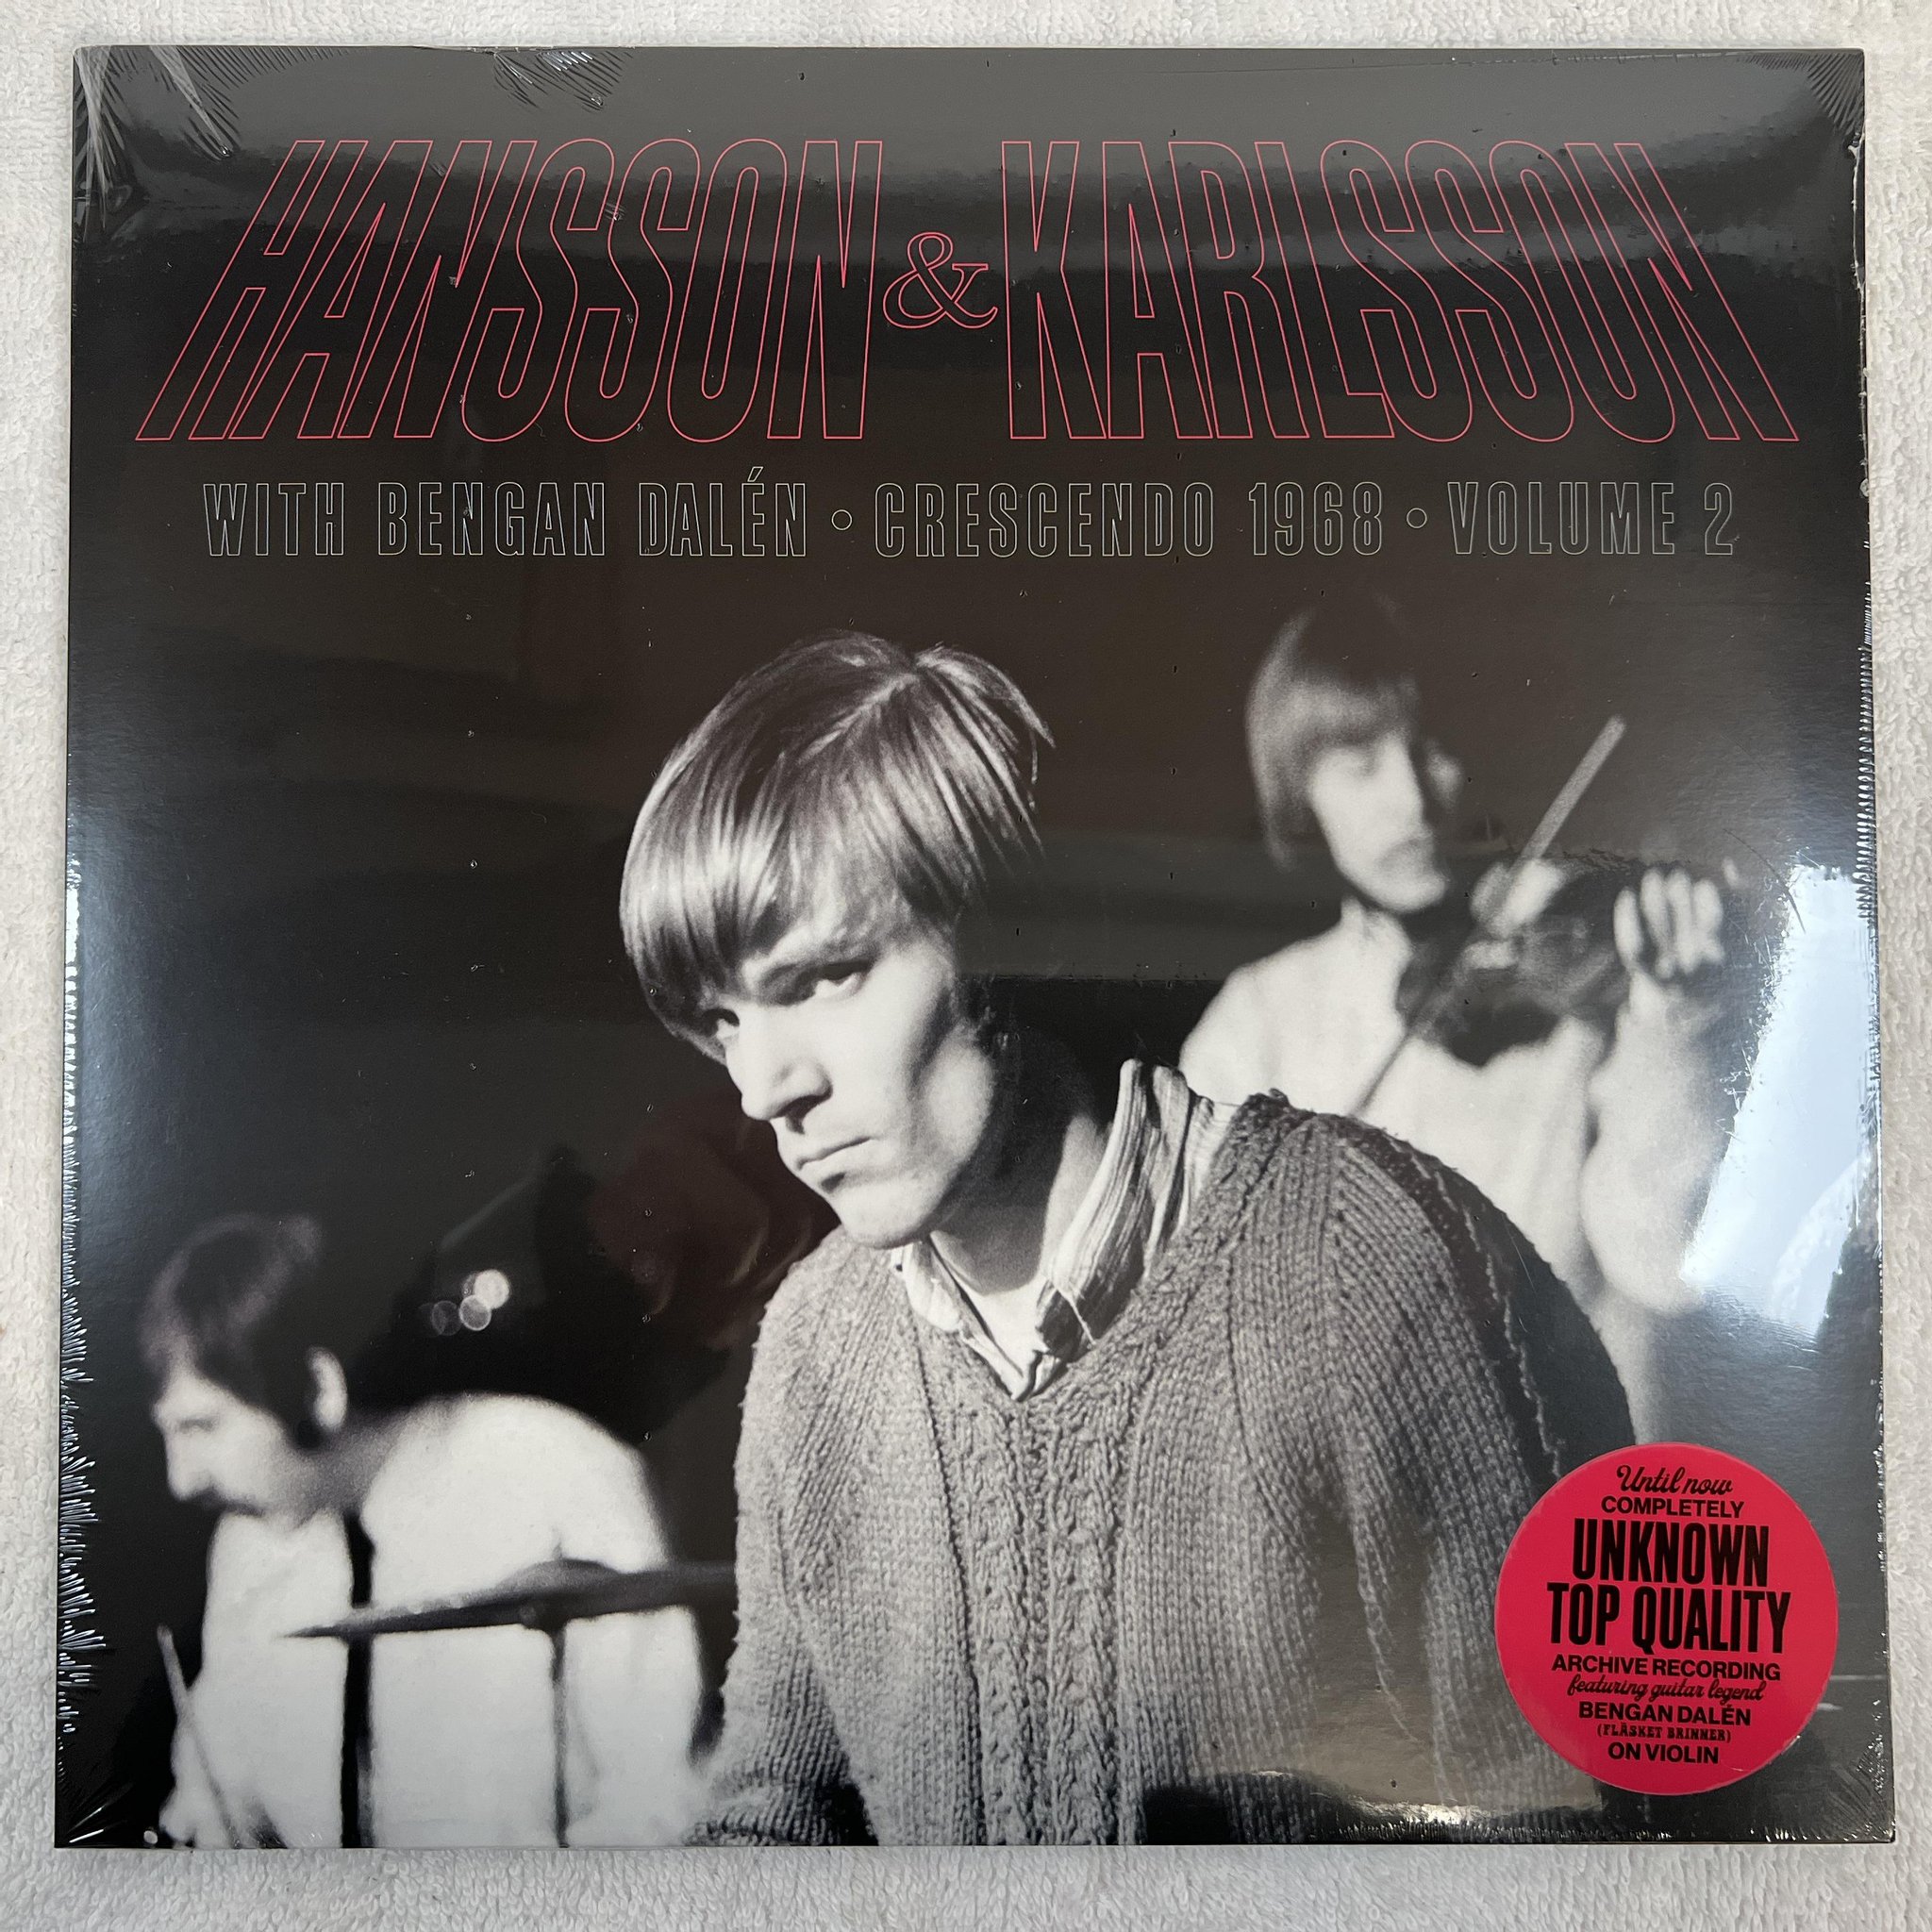 HANSSON & KARLSSON
WITH BENGAN DALÉN • CRESCENDO 1968 • VOLUME 2
Until now
COMPLETELY
UNKNOWN
TOP QUALITY
ARCHIVE RECORDING
featuring guitar legend
BENGAN DALÉN
(FLÄSKET BRINNER)
ON VIOLIN